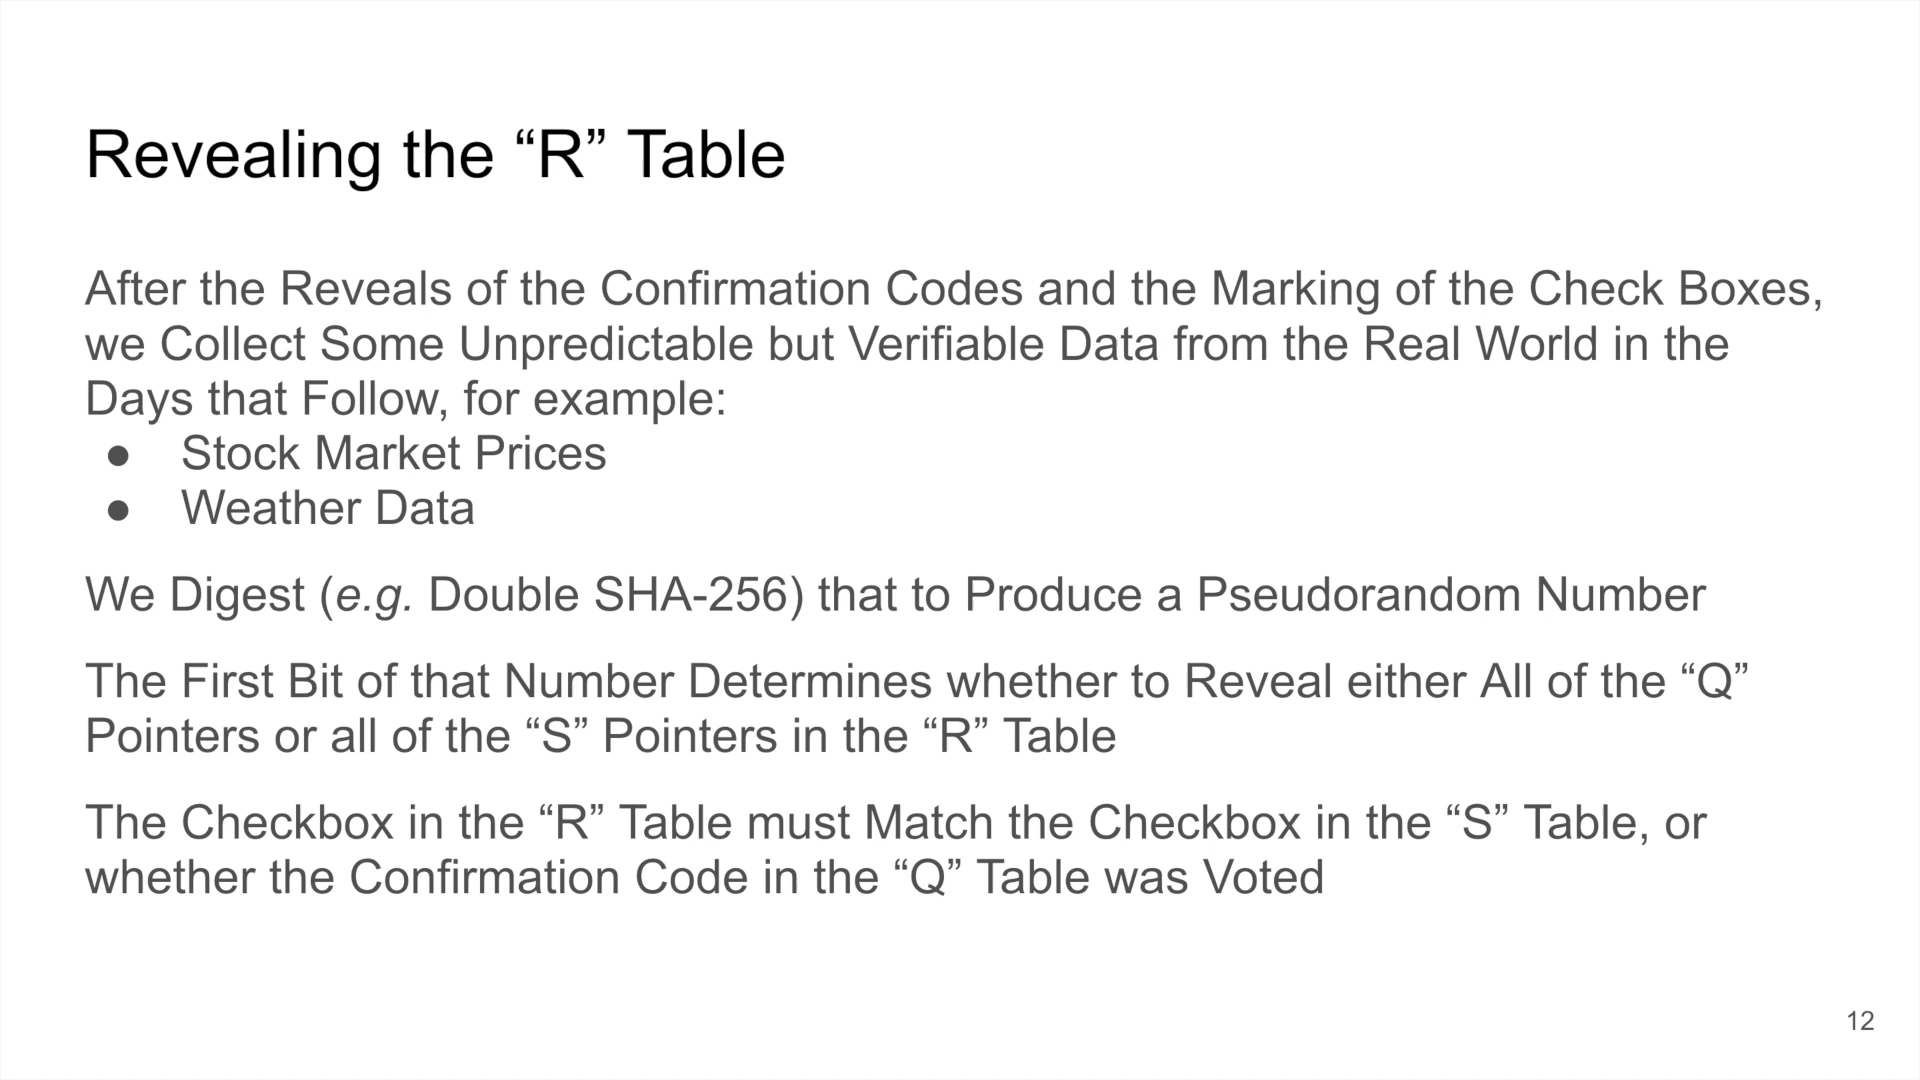 Revealing the “R” Table
After the Reveals of the Confirmation Codes and the Marking of the Check Boxes,
we Collect Some Unpredictable but Verifiable Data from the Real World in the
Days that Follow, for example:
● Stock Market Prices
● Weather Data
We Digest (e.g. Double SHA-256) that to Produce a Pseudorandom Number
The First Bit of that Number Determines whether to Reveal either All of the “Q”
Pointers or all of the “S” Pointers in the “R” Table
The Checkbox in the “R” Table must Match the Checkbox in the “S” Table, or
whether the Confirmation Code in the “Q” Table was Voted
12